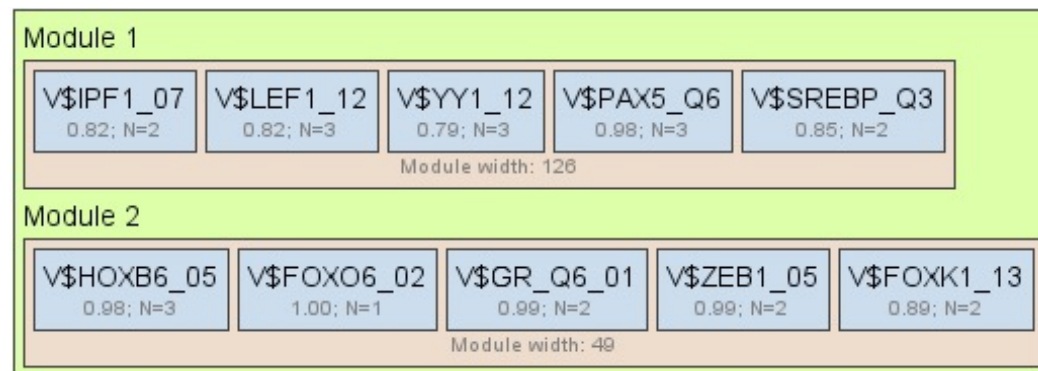 Module 1
V$IPF1_07 V$LEF1_12 V$YY1_12 V$PAX5_Q6 V$SREBP_Q3
0.82; N=2 0.82; N=3 0.79; N=3 0.98; N=3 0.85; N=2
Module width: 126
Module 2
V$HOXB6_05 V$FOXO6_02 V$GR_Q6_01 V$ZEB1_05 V$FOXK1_13
0.98; N=3 1.00; N=1 0.99; N=2 0.99; N=2 0.89; N=2
Module width: 49